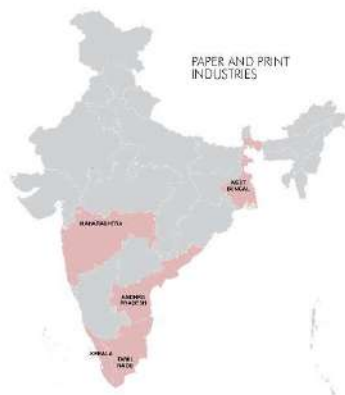 PAPER AND PRINT
INDUSTRIES
WEST
BENGAL
MAHARASHTRA
ANDHRA
PRADESH
KERALA
TAMIL
NADU